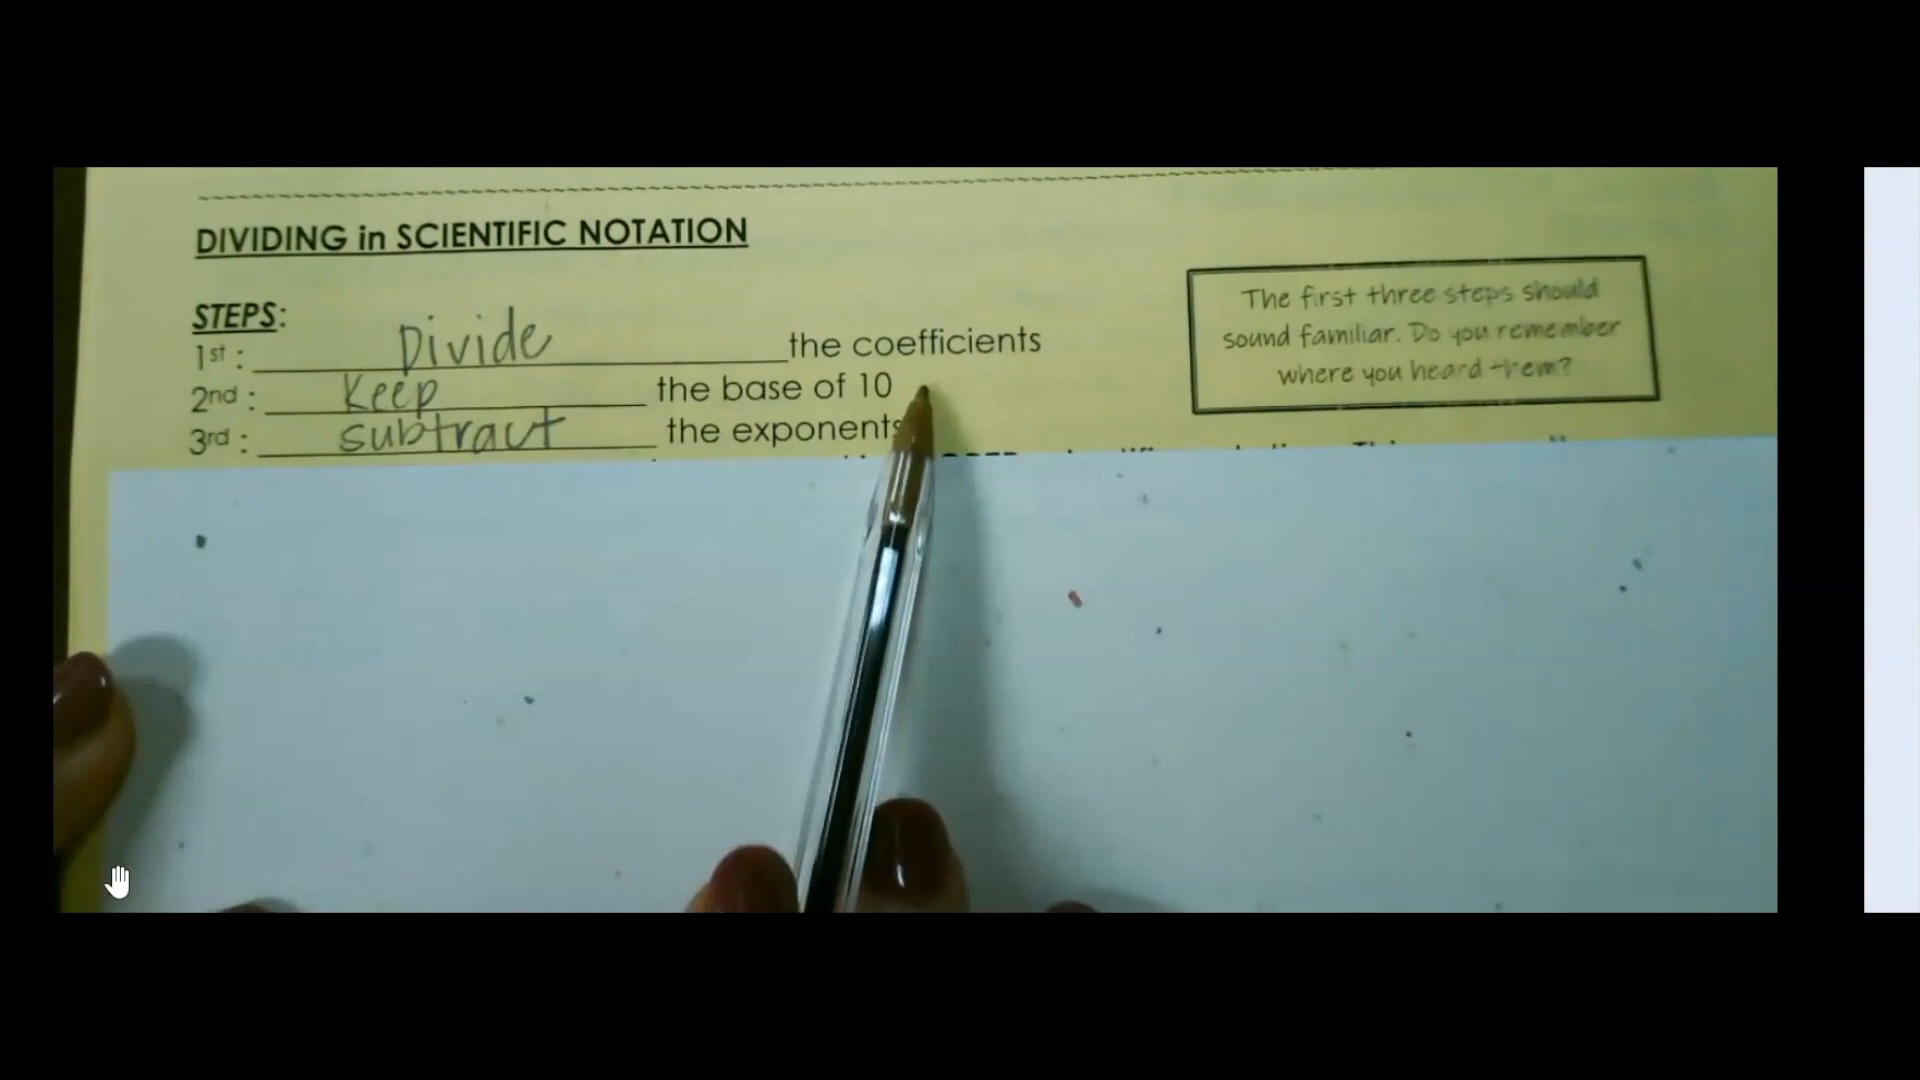 DIVIDING in SCIENTIFIC NOTATION
STEPS:
1st : Divide the coefficients
2nd : Keep the base of 10
3rd : subtract the exponents
The first three steps should
sound familiar. Do you remember
where you heard them?